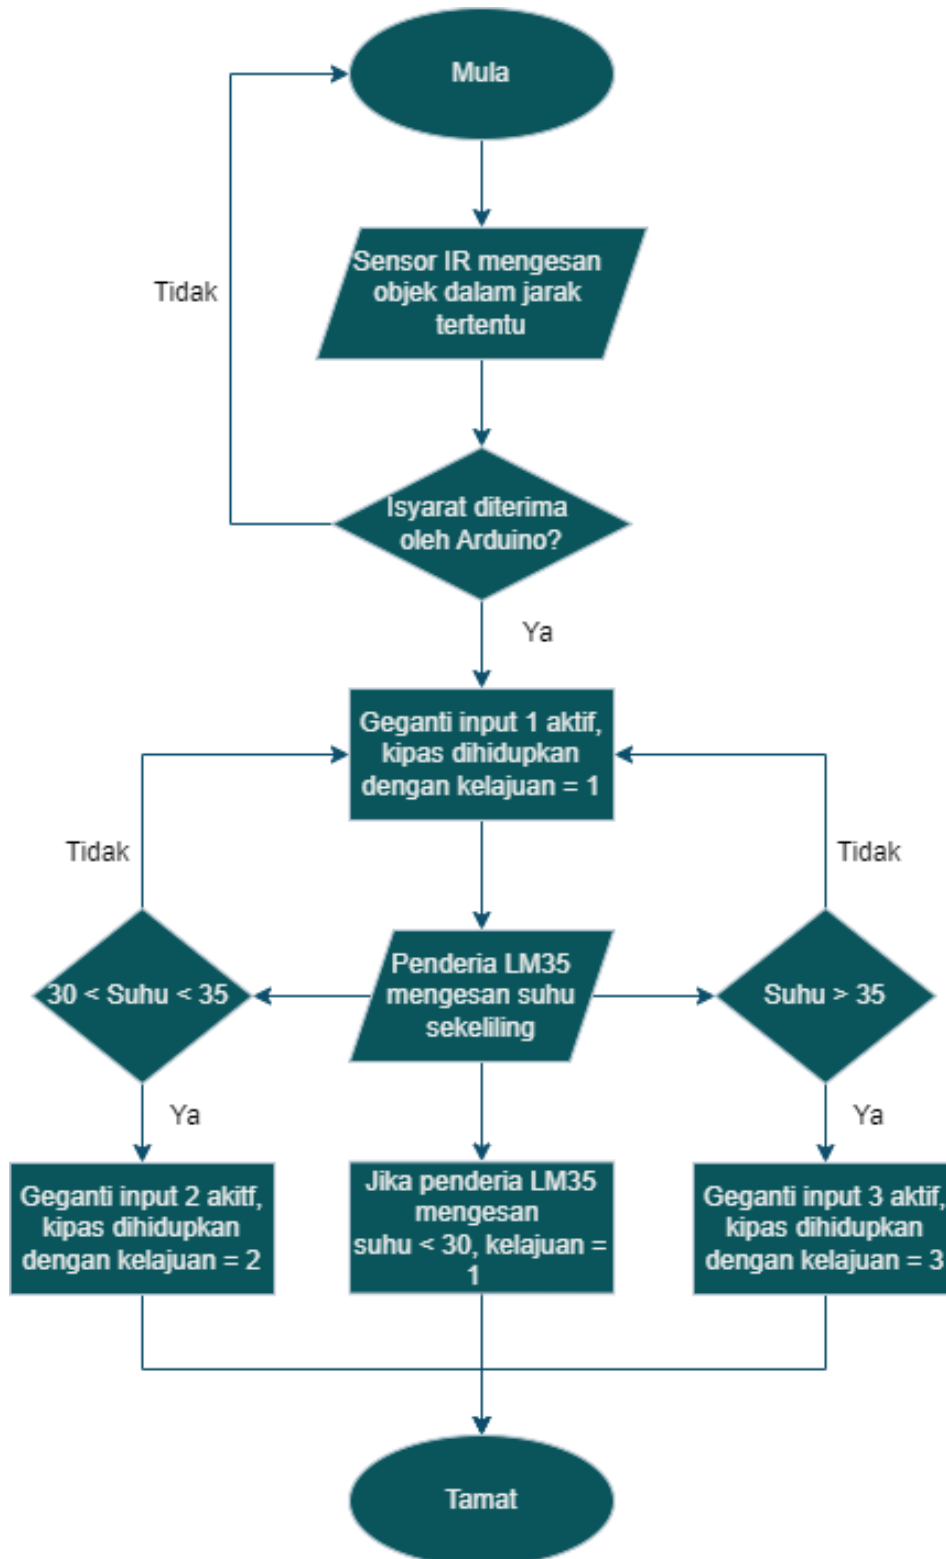 Mula
Sensor IR mengesan
objek dalam jarak
tertentu
Tidak
Isyarat diterima
oleh Arduino?
Ya
Geganti input 1 aktif,
kipas dihidupkan
dengan kelajuan = 1
Tidak
Tidak
30 < Suhu < 35
Penderia LM35
mengesan suhu
sekeliling
Suhu > 35
Ya
Ya
Geganti input 2 akitf,
kipas dihidupkan
dengan kelajuan = 2
Jika penderia LM35
mengesan
suhu < 30, kelajuan =
1
Geganti input 3 aktif,
kipas dihidupkan
dengan kelajuan = 3
Tamat